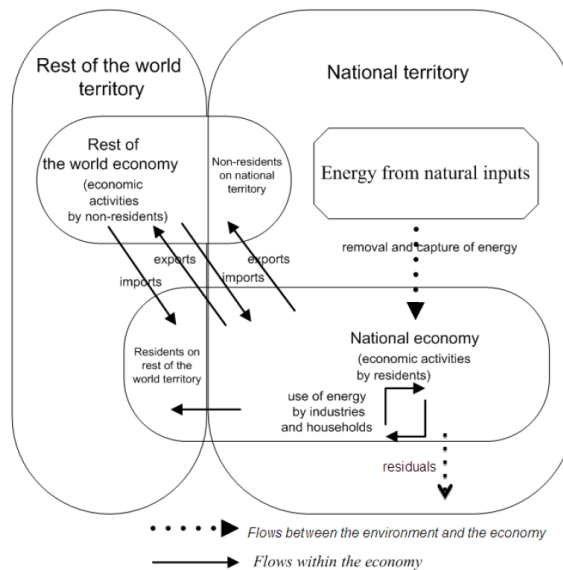 Rest of the world
territory
National territory
Rest of
the world economy
(economic
activities
by non-residents)
Non-residents on
national
territory
Energy from natural inputs
removal and capture of energy
exports
exports
imports
imports
National economy
(economic activities
by residents)
Residents on
rest of the
world territory
use of energy
by industries
and households
residuals
Flows between the environment and the economy
Flows within the economy